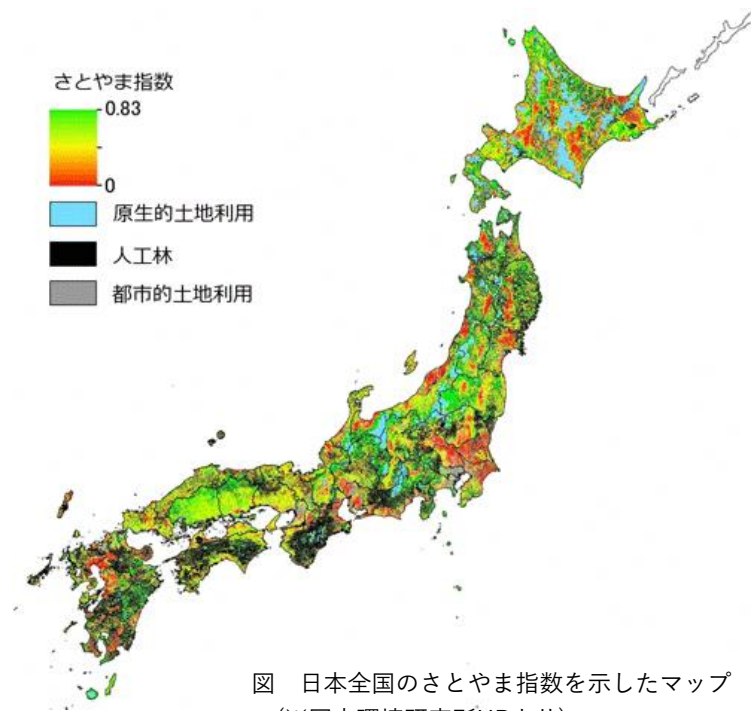 さとやま指数
0.83
0
原生的土地利用
人工林
都市的土地利用
図　日本全国のさとやま指数を示したマップ